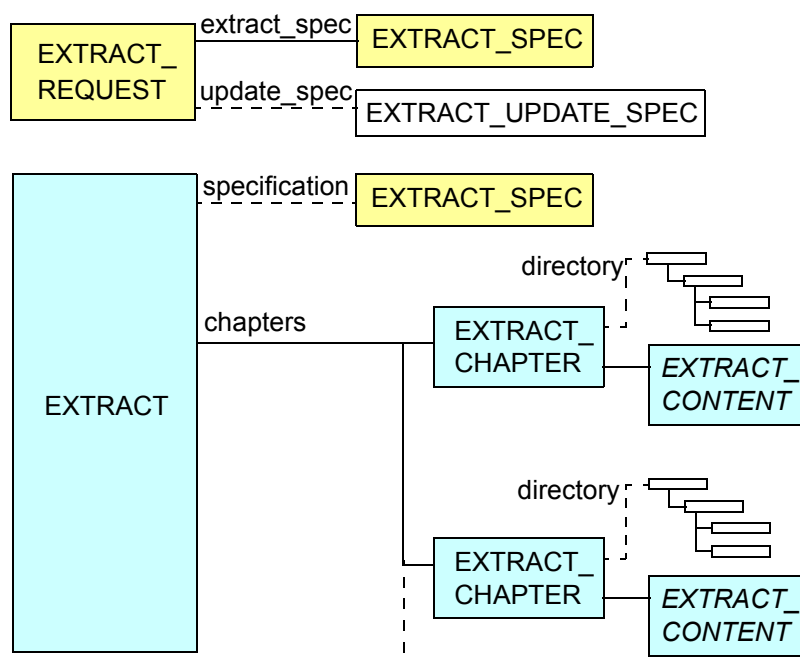 extract_spec
EXTRACT_
REQUEST
EXTRACT_SPEC
update_spec
EXTRACT_UPDATE_SPEC
specification
EXTRACT_SPEC
directory
chapters
EXTRACT_
CHAPTER
EXTRACT_
CONTENT
EXTRACT
directory
EXTRACT_
CHAPTER
EXTRACT_
CONTENT